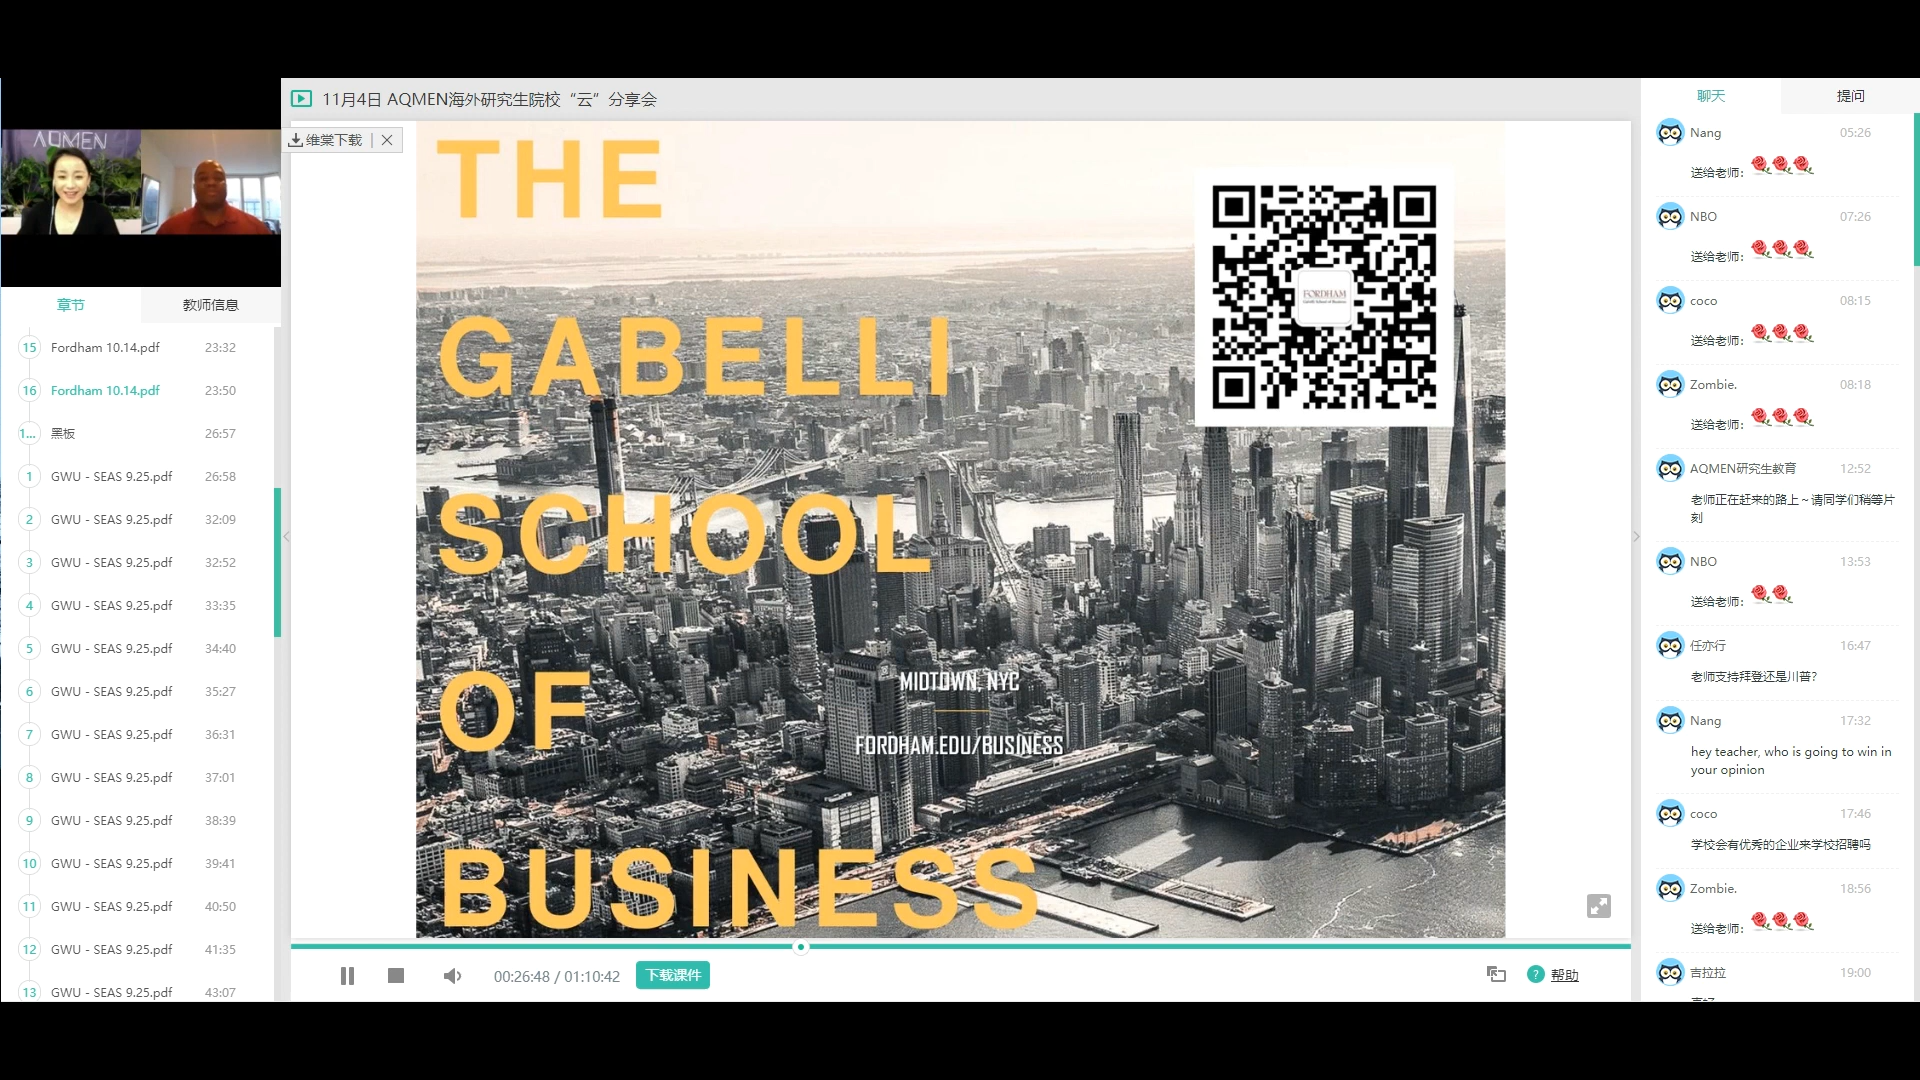 11月4日 AQMEN海外研究生院校“云”分享会
维棠下载
AQMEN
章节
教师信息
15 Fordham 10.14.pdf 23:32
16 Fordham 10.14.pdf 23:50
1... 黑板 26:57
1 GWU - SEAS 9.25.pdf 26:58
2 GWU - SEAS 9.25.pdf 32:09
3 GWU - SEAS 9.25.pdf 32:52
4 GWU - SEAS 9.25.pdf 33:35
5 GWU - SEAS 9.25.pdf 34:40
6 GWU - SEAS 9.25.pdf 35:27
7 GWU - SEAS 9.25.pdf 36:31
8 GWU - SEAS 9.25.pdf 37:01
9 GWU - SEAS 9.25.pdf 38:39
10 GWU - SEAS 9.25.pdf 39:41
11 GWU - SEAS 9.25.pdf 40:50
12 GWU - SEAS 9.25.pdf 41:35
13 GWU - SEAS 9.25.pdf 43:07
THE
GABELLI
SCHOOL
OF
BUSINESS
FORDHAM
Gabelli School of Business
MIDTOWN, NYC
FORDHAM.EDU/BUSINESS
00:26:48 / 01:10:42
下载课件
? 帮助
聊天
提问
Nang 05:26
送给老师:
NBO 07:26
送给老师:
coco 08:15
送给老师:
Zombie. 08:18
送给老师:
AQMEN研究生教育 12:52
老师正在赶来的路上~请同学们稍等片
刻
NBO 13:53
送给老师:
任亦行 16:47
老师支持拜登还是川普?
Nang 17:32
hey teacher, who is going to win in
your opinion
coco 17:46
学校会有优秀的企业来学校招聘吗
Zombie. 18:56
送给老师:
吉拉拉 19:00